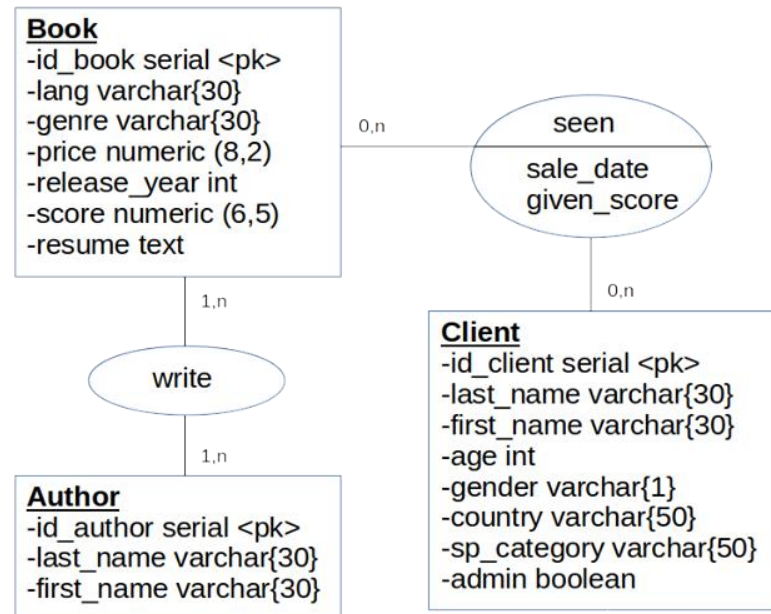 Book
-id_book serial <pk>
-lang varchar{30}
-genre varchar{30}
-price numeric (8,2)
-release_year int
-score numeric (6,5)
-resume text
0,n
seen
sale_date
given_score
1,n
0,n
write
1,n
Client
-id_client serial <pk>
-last_name varchar{30}
-first_name varchar{30}
-age int
-gender varchar{1}
-country varchar{50}
-sp_category varchar{50}
-admin boolean
Author
-id_author serial <pk>
-last_name varchar{30}
-first_name varchar{30}